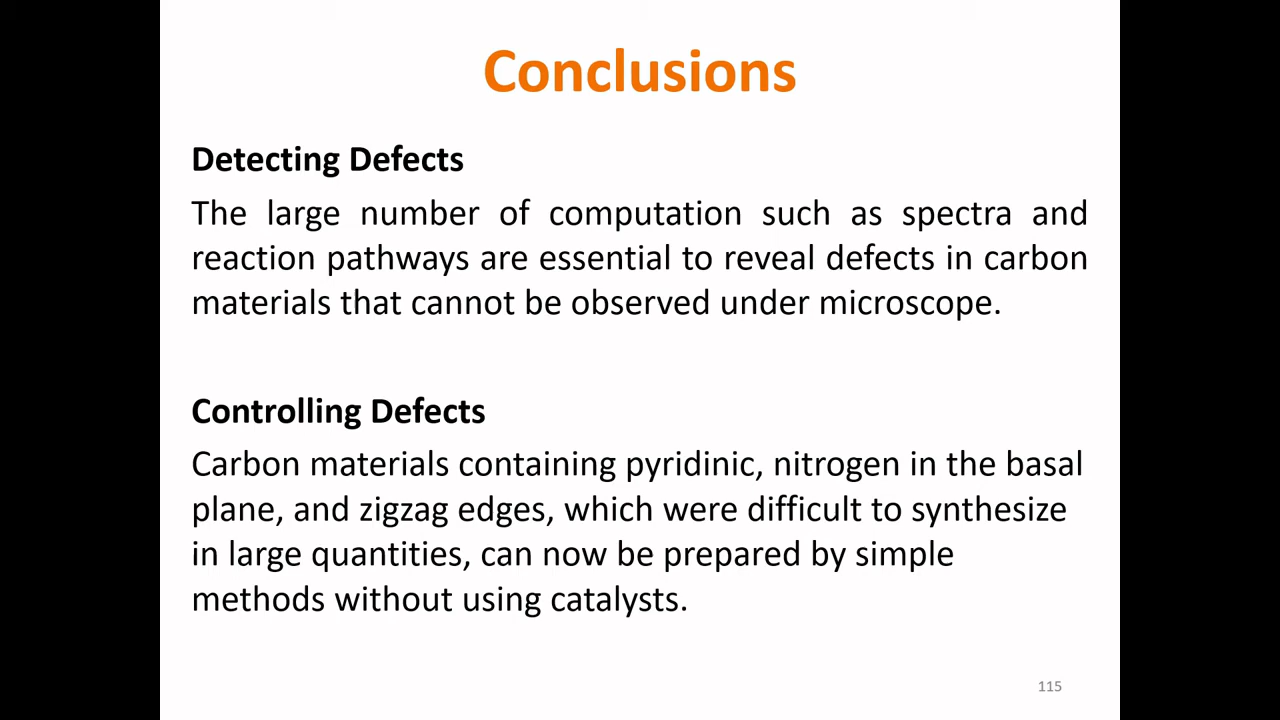 Conclusions
Detecting Defects
The large number of computation such as spectra and
reaction pathways are essential to reveal defects in carbon
materials that cannot be observed under microscope.
Controlling Defects
Carbon materials containing pyridinic, nitrogen in the basal
plane, and zigzag edges, which were difficult to synthesize
in large quantities, can now be prepared by simple
methods without using catalysts.
115